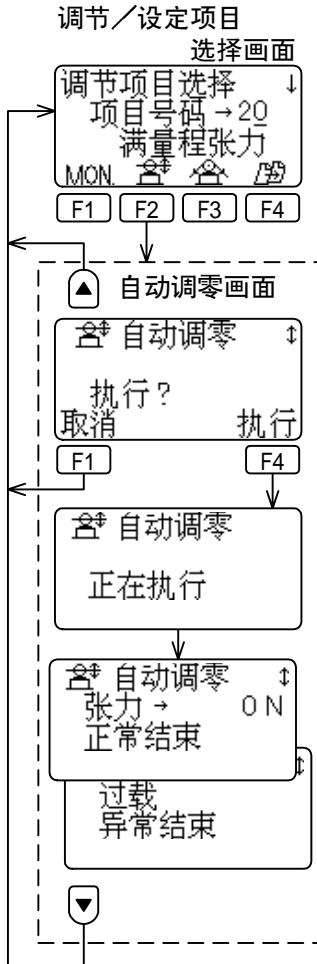 调节／设定项目
选择画面
调节项目选择 ↓
项目号码→20
满量程张力
MON.
F1 F2 F3 F4
▲ 自动调零画面
自动调零 ↕
执行？
取消 执行
F1 F4
自动调零
正在执行
自动调零 ↕
张力→ 0 N
正常结束
↕
过载
异常结束
▼